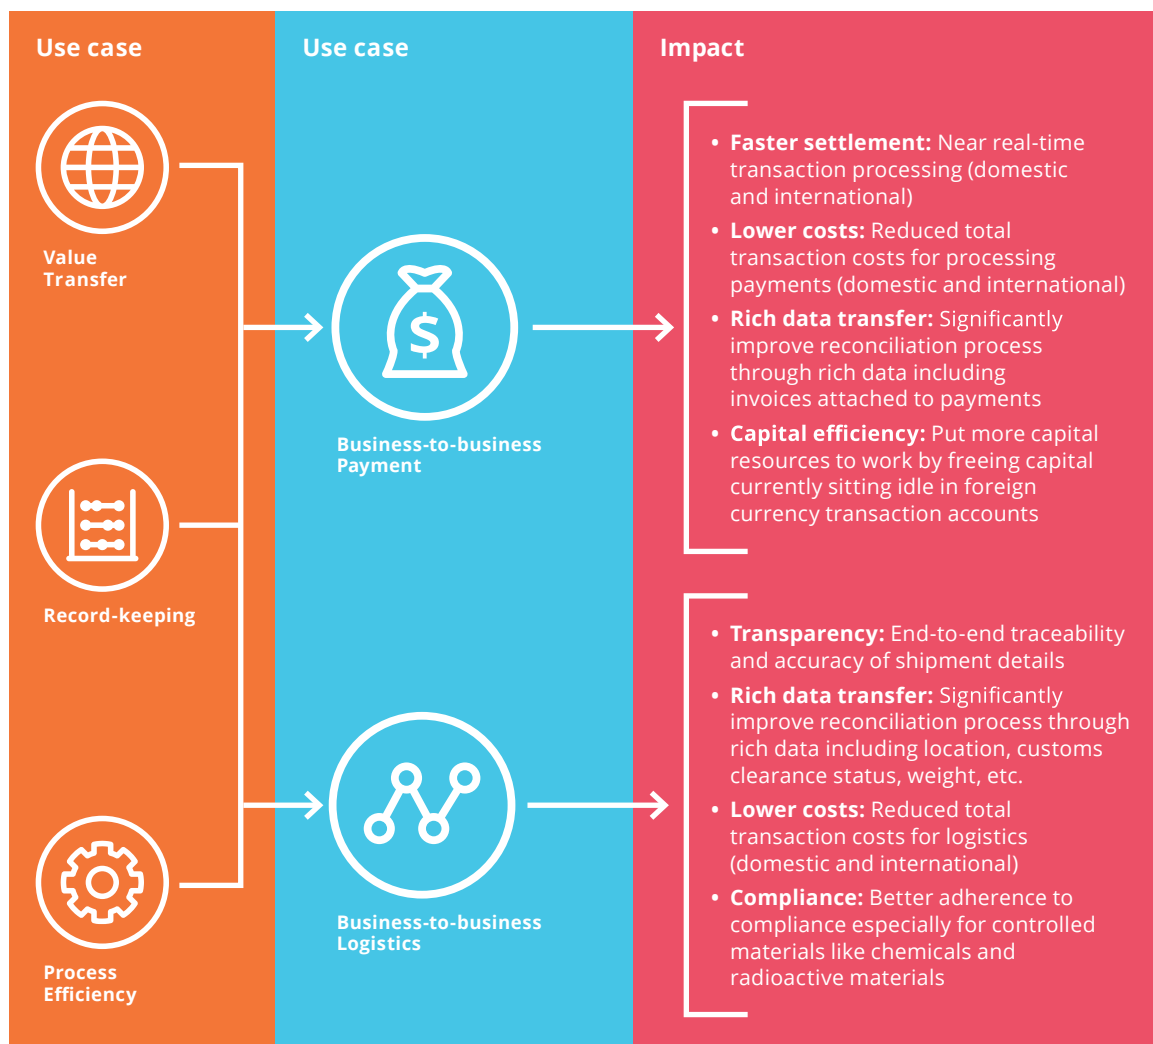 Use case
Value
Transfer
Record-keeping
Process
Efficiency
Use case
$
Business-to-business
Payment
Business-to-business
Logistics
Impact
• Faster settlement: Near real-time
transaction processing (domestic
and international)
• Lower costs: Reduced total
transaction costs for processing
payments (domestic and international)
• Rich data transfer: Significantly
improve reconciliation process
through rich data including
invoices attached to payments
• Capital efficiency: Put more capital
resources to work by freeing capital
currently sitting idle in foreign
currency transaction accounts
• Transparency: End-to-end traceability
and accuracy of shipment details
• Rich data transfer: Significantly
improve reconciliation process through
rich data including location, customs
clearance status, weight, etc.
• Lower costs: Reduced total
transaction costs for logistics
(domestic and international)
• Compliance: Better adherence to
compliance especially for controlled
materials like chemicals and
radioactive materials